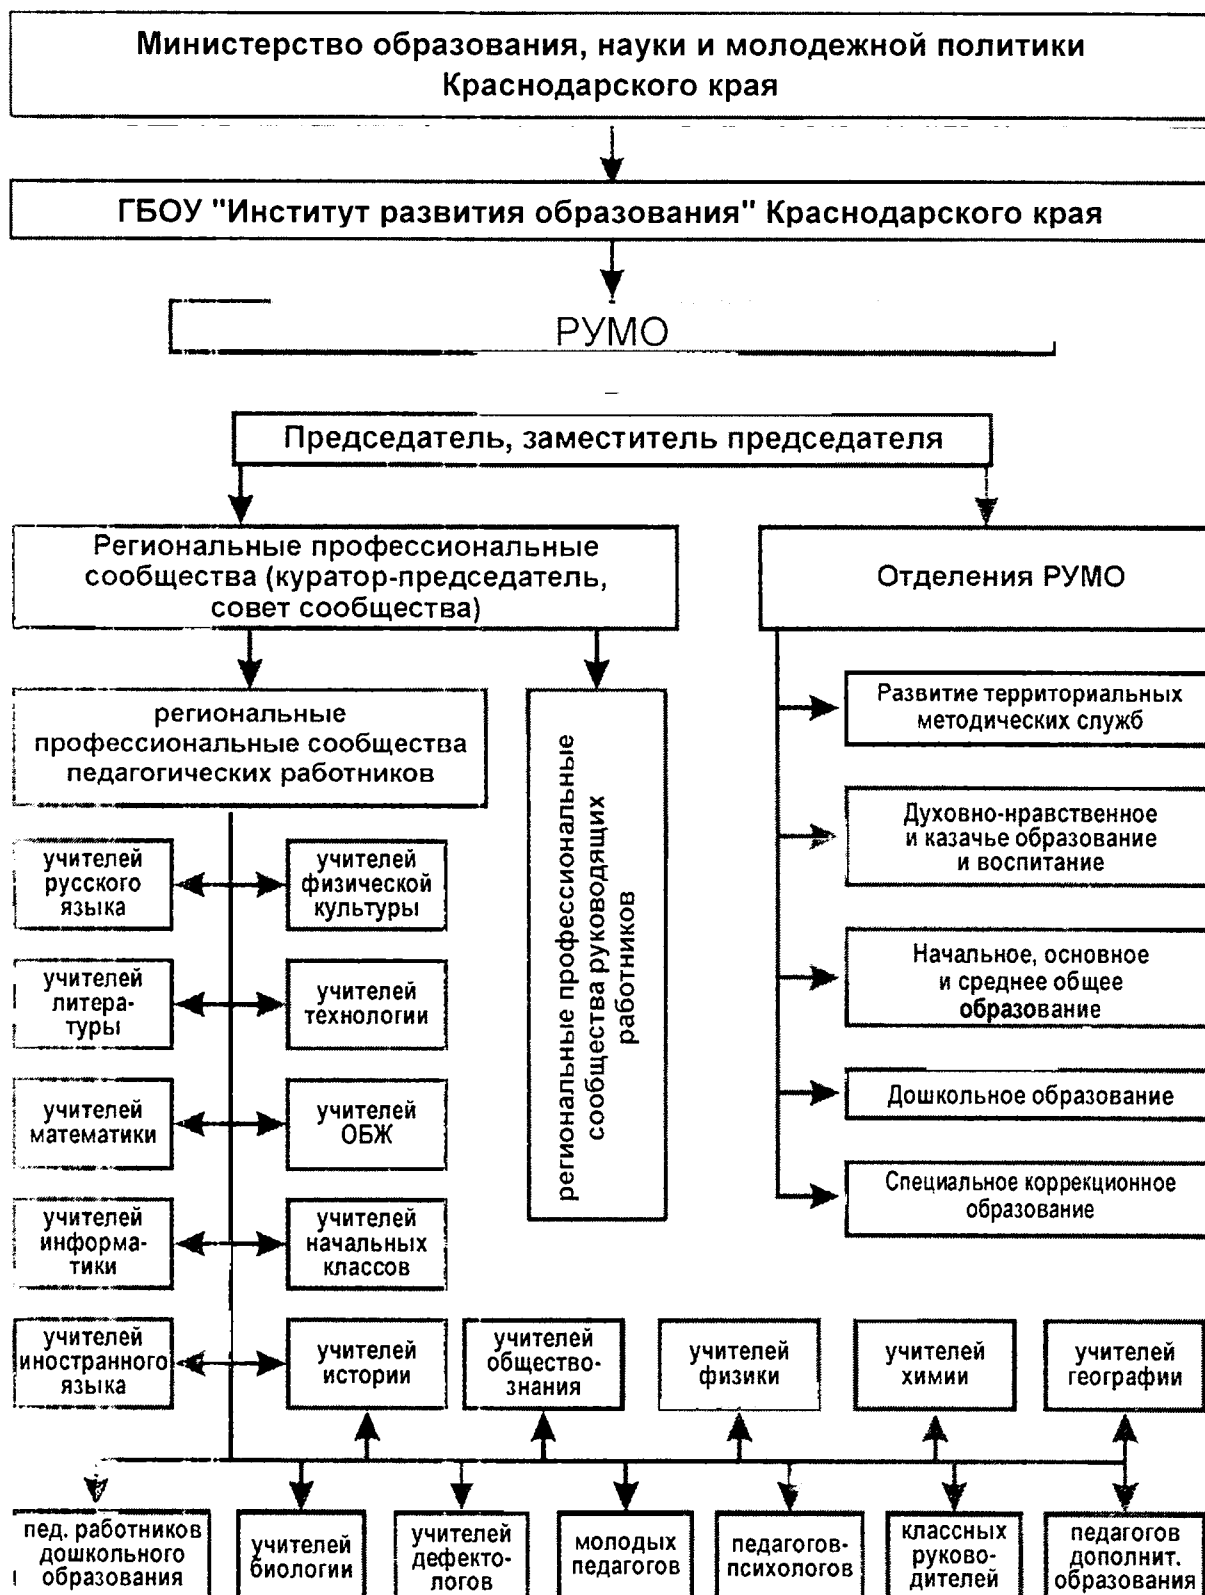 Министерство образования, науки и молодежной политики
Краснодарского края
ГБОУ "Институт развития образования" Краснодарского края
РУМО
Председатель, заместитель председателя
Региональные профессиональные
сообщества (куратор-председатель,
совет сообщества)
Отделения РУМО
региональные
профессиональные сообщества
педагогических работников
региональные профессиональные
сообщества руководящих
работников
Развитие территориальных
методических служб
Духовно-нравственное
и казачье образование
и воспитание
Начальное, основное
и среднее общее
образование
Дошкольное образование
Специальное коррекционное
образование
учителей
русского
языка
учителей
физической
культуры
учителей
литера-
туры
учителей
технологии
учителей
математики
учителей
ОБЖ
учителей
информа-
тики
учителей
начальных
классов
учителей
иностранного
языка
учителей
истории
учителей
общество-
знания
учителей
физики
учителей
химии
учителей
географии
пед. работников
дошкольного
образования
учителей
биологии
учителей
дефекто-
логов
молодых
педагогов
педагогов-
психологов
классных
руково-
дителей
педагогов
дополнит.
образования